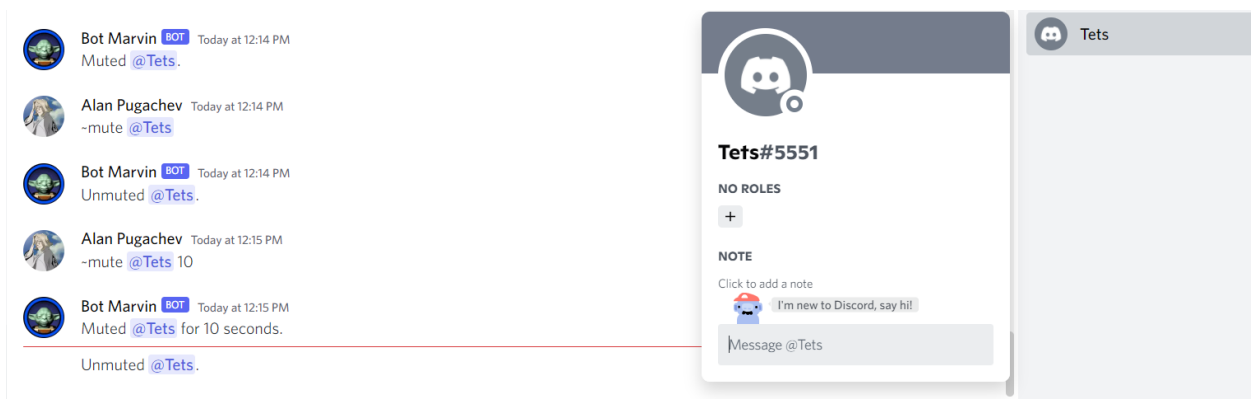 Bot Marvin BOT Today at 12:14 PM
Muted @Tets.
Alan Pugachev Today at 12:14 PM
~mute @Tets
Bot Marvin BOT Today at 12:14 PM
Unmuted @Tets.
Alan Pugachev Today at 12:15 PM
~mute @Tets 10
Bot Marvin BOT Today at 12:15 PM
Muted @Tets for 10 seconds.
Unmuted @Tets.
Tets#5551
NO ROLES
+
NOTE
Click to add a note
I'm new to Discord, say hi!
Message @Tets
Tets